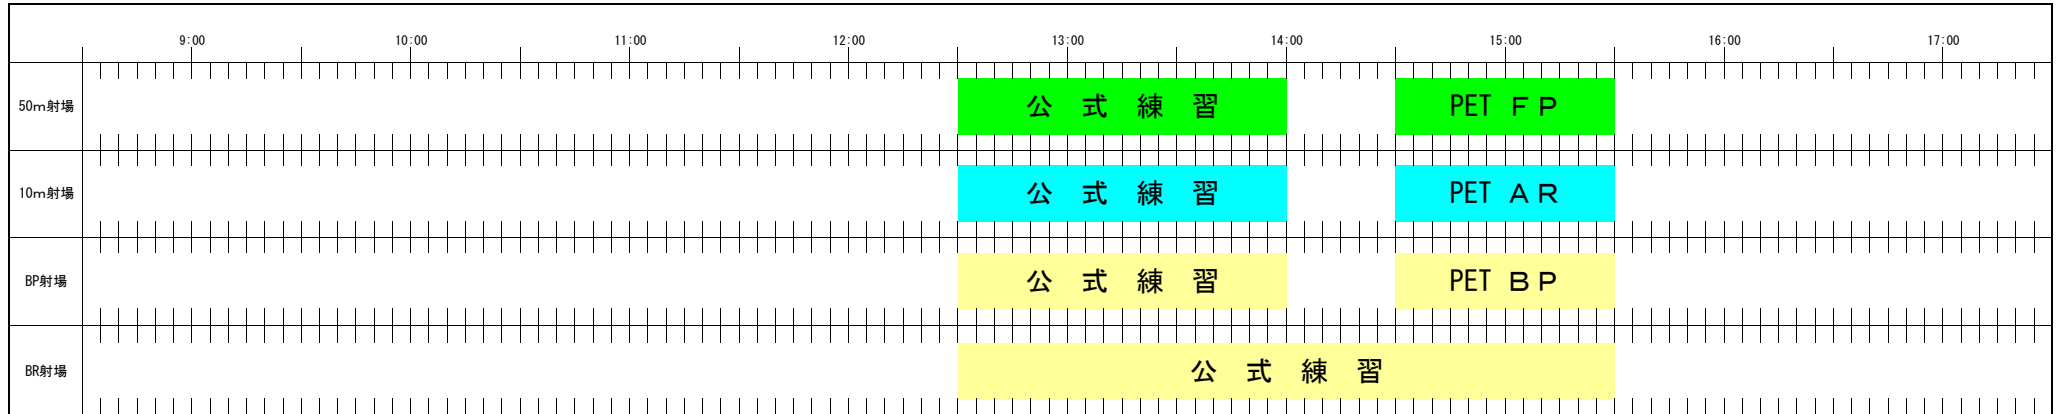 9:00 10:00 11:00 12:00 13:00 14:00 15:00 16:00 17:00
50m射場 公 式 練 習 PET ＦＰ
10m射場 公 式 練 習 PET ＡＲ
BP射場 公 式 練 習 PET ＢＰ
BR射場 公 式 練 習